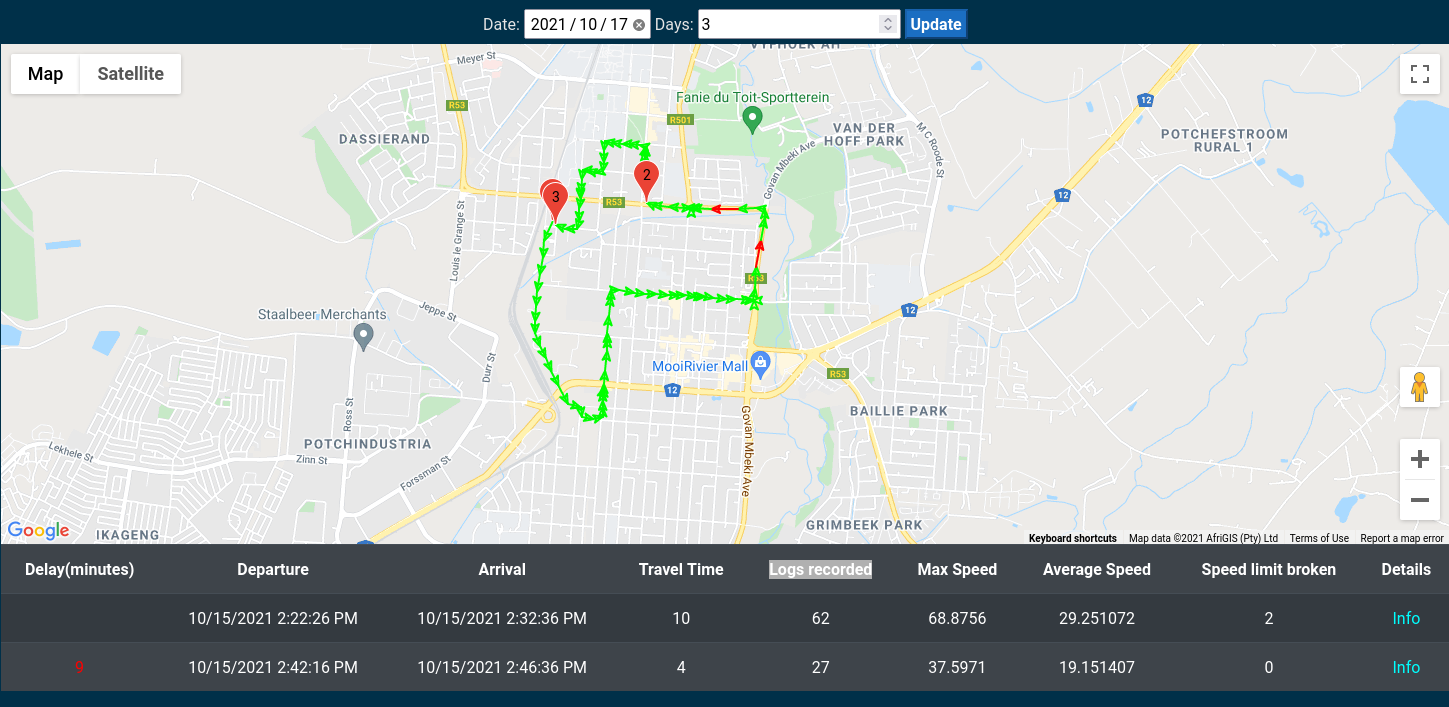 Date: 2021 / 10 / 17 Days: 3 Update
Map Satellite
VYFHOEK AH
Meyer St
R53
Fanie du Toit-Sportterein
12
R501
DASSIERAND
VAN DER
HOFF PARK
M C Roode St
POTCHEFSTROOM
RURAL 1
Govan Mbeki Ave
2
3
R53
12
Louis le Grange St
R53
Jeppe St
Staalbeer Merchants
12
Durr St
MooiRivier Mall
R53
12
Ross St
BAILLIE PARK
Govan Mbeki Ave
POTCHINDUSTRIA
Lekhele St
Zinn St
Forssman St
GRIMBEEK PARK
Google
IKAGENG
Keyboard shortcuts Map data ©2021 AfriGIS (Pty) Ltd Terms of Use Report a map error
Delay(minutes) Departure Arrival Travel Time Logs recorded Max Speed Average Speed Speed limit broken Details
10/15/2021 2:22:26 PM 10/15/2021 2:32:36 PM 10 62 68.8756 29.251072 2 Info
9 10/15/2021 2:42:16 PM 10/15/2021 2:46:36 PM 4 27 37.5971 19.151407 0 Info